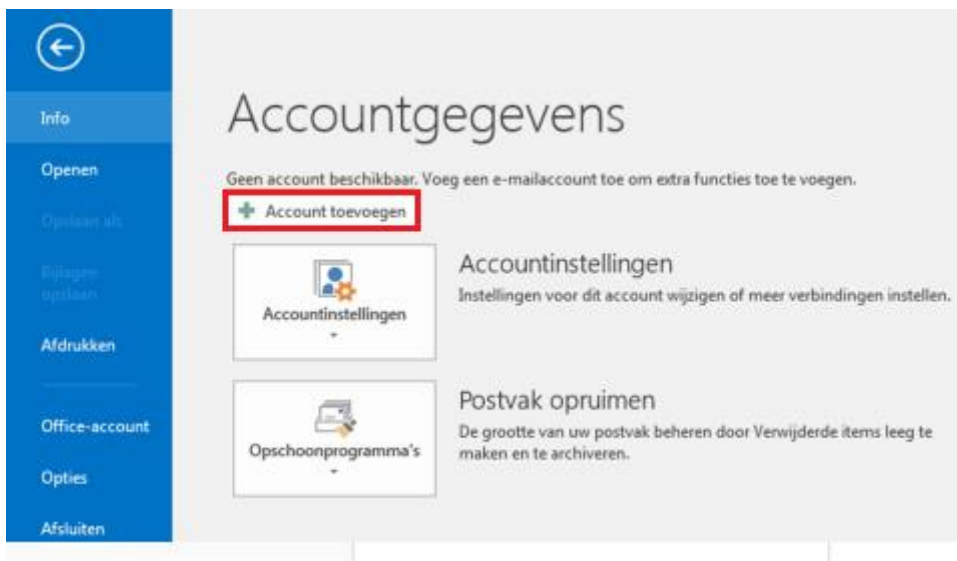 Info
Openen
Opslaan als
Bijlagen
opslaan
Afdrukken
Office-account
Opties
Afsluiten
Accountgegevens
Geen account beschikbaar. Voeg een e-mailaccount toe om extra functies toe te voegen.
Account toevoegen
Accountinstellingen
Accountinstellingen
Instellingen voor dit account wijzigen of meer verbindingen instellen.
Opschoonprogramma's
Postvak opruimen
De grootte van uw postvak beheren door Verwijderde items leeg te
maken en te archiveren.